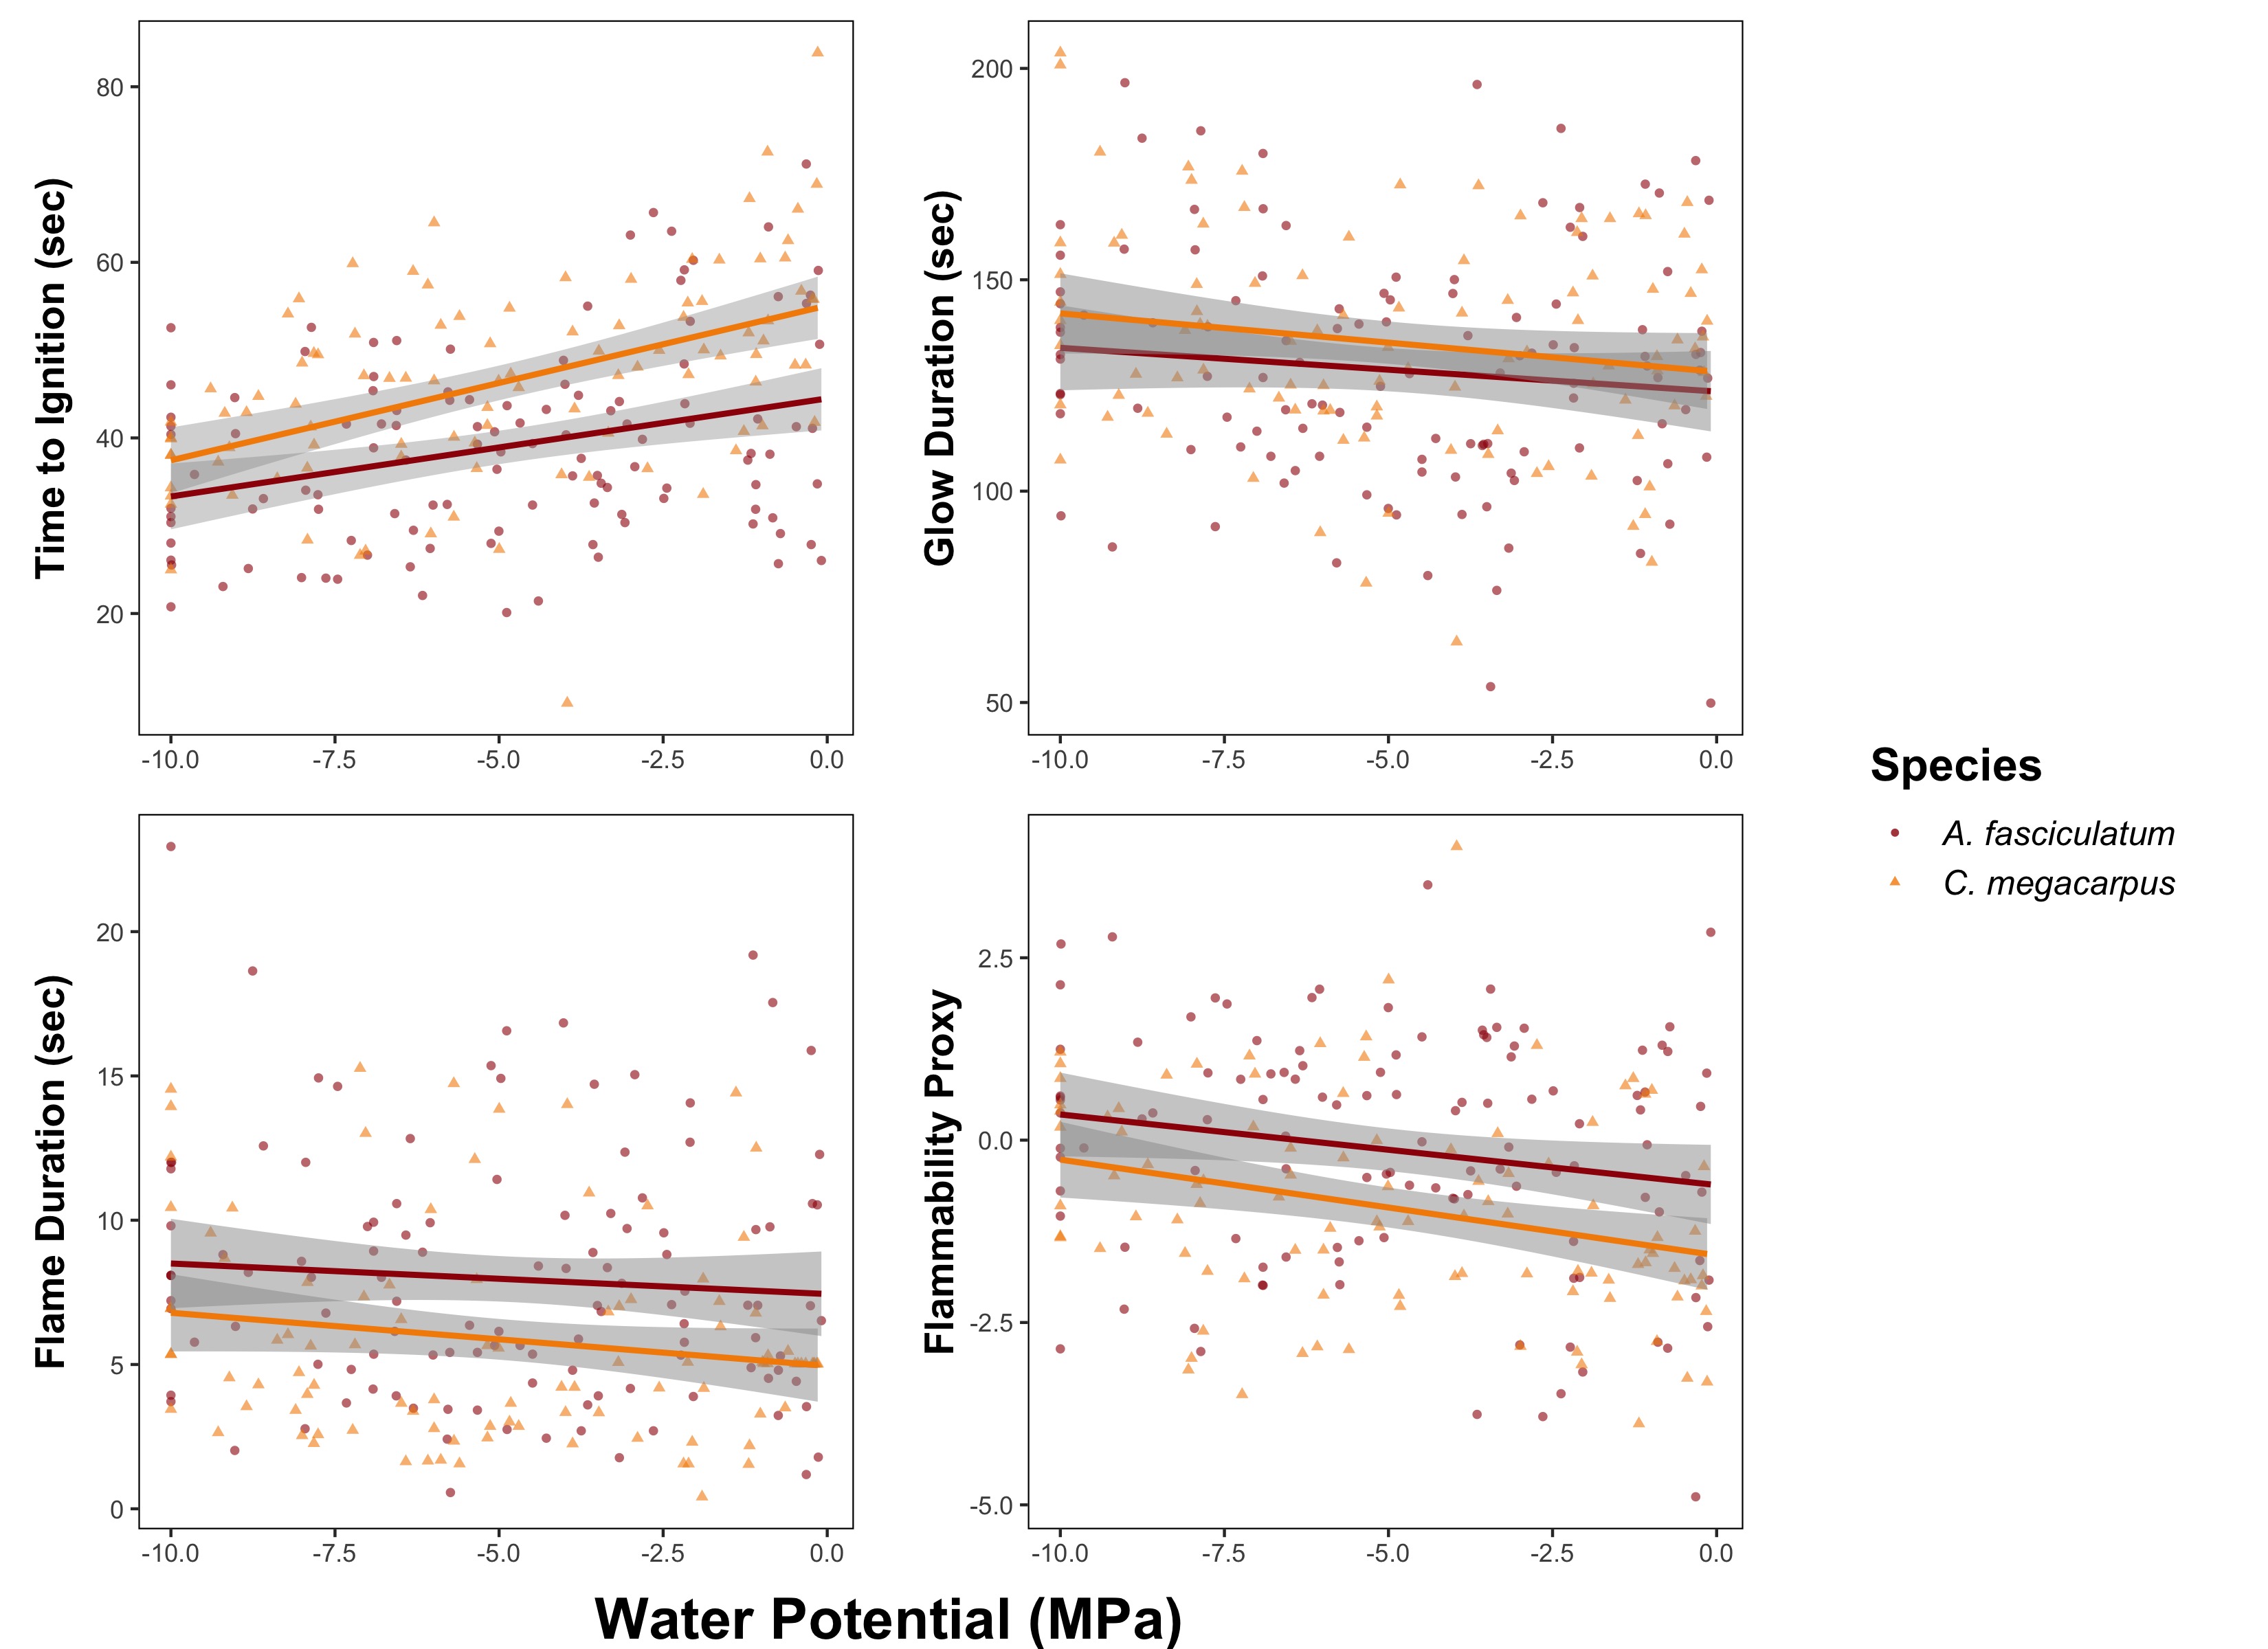 Time to Ignition (sec)
80
60
40
20
-10.0 -7.5 -5.0 -2.5 0.0
Glow Duration (sec)
200
150
100
50
-10.0 -7.5 -5.0 -2.5 0.0
Flame Duration (sec)
20
15
10
5
0
-10.0 -7.5 -5.0 -2.5 0.0
Flammability Proxy
2.5
0.0
-2.5
-5.0
-10.0 -7.5 -5.0 -2.5 0.0
Water Potential (MPa)
Species
A. fasciculatum
C. megacarpus